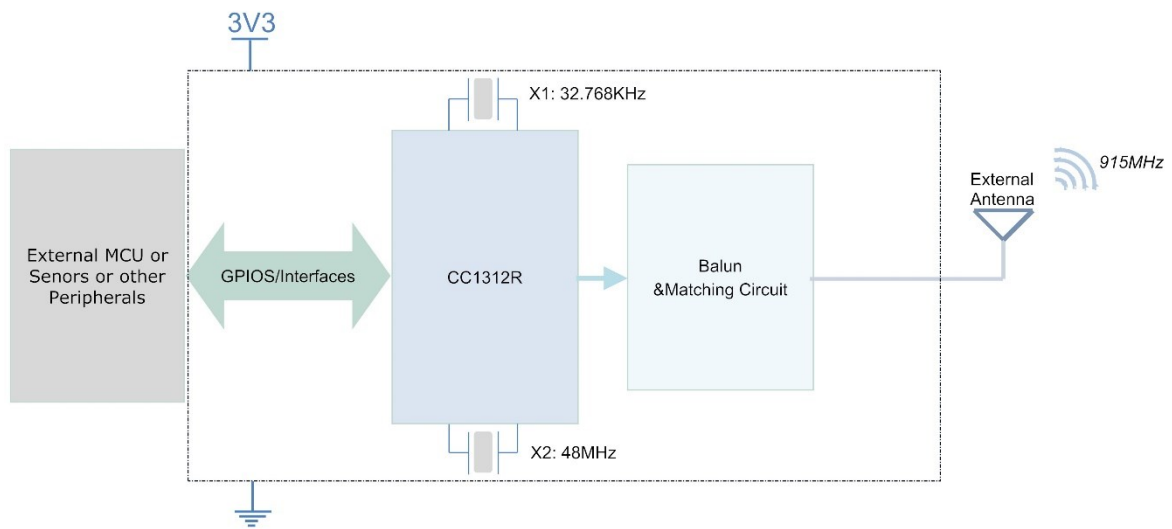 3V3
X1: 32.768KHz
915MHz
External
Antenna
External MCU or
Senors or other
Peripherals
GPIOS/Interfaces
CC1312R
Balun
&Matching Circuit
X2: 48MHz